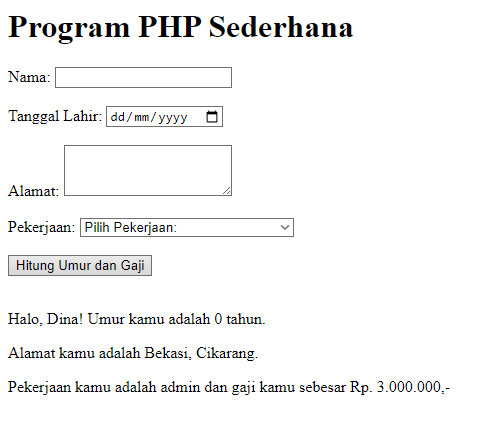 Program PHP Sederhana
Nama:
Tanggal Lahir: dd/mm/yyyy
Alamat:
Pekerjaan: Pilih Pekerjaan:
Hitung Umur dan Gaji
Halo, Dina! Umur kamu adalah 0 tahun.
Alamat kamu adalah Bekasi, Cikarang.
Pekerjaan kamu adalah admin dan gaji kamu sebesar Rp. 3.000.000,-